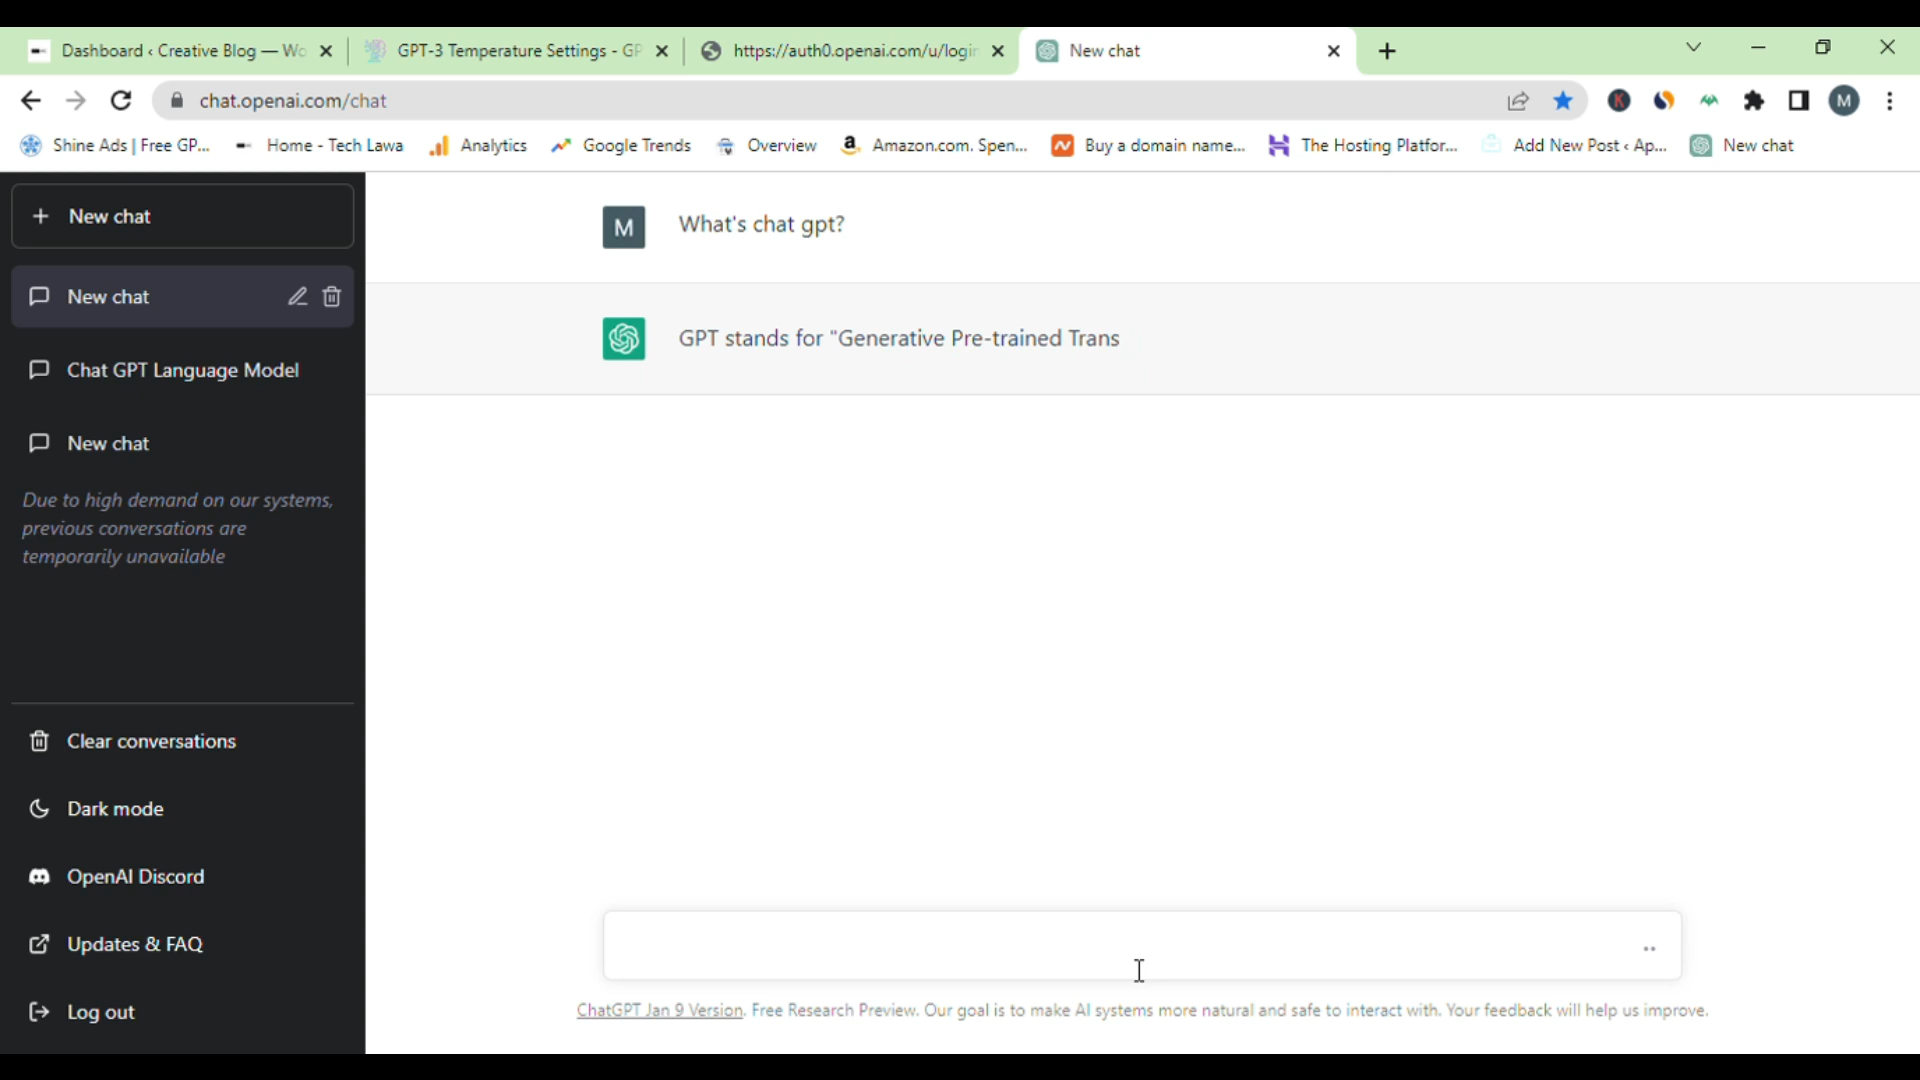 Dashboard ‹ Creative Blog — Wo
GPT-3 Temperature Settings - GP
https://auth0.openai.com/u/login
New chat
chat.openai.com/chat
K
M
Shine Ads | Free GP...
Home - Tech Lawa
Analytics
Google Trends
Overview
Amazon.com. Spen...
Buy a domain name...
The Hosting Platfor...
Add New Post ‹ Ap...
New chat
+ New chat
New chat
Chat GPT Language Model
New chat
Due to high demand on our systems,
previous conversations are
temporarily unavailable
Clear conversations
Dark mode
OpenAI Discord
Updates & FAQ
Log out
M
What's chat gpt?
GPT stands for "Generative Pre-trained Trans
ChatGPT Jan 9 Version. Free Research Preview. Our goal is to make AI systems more natural and safe to interact with. Your feedback will help us improve.